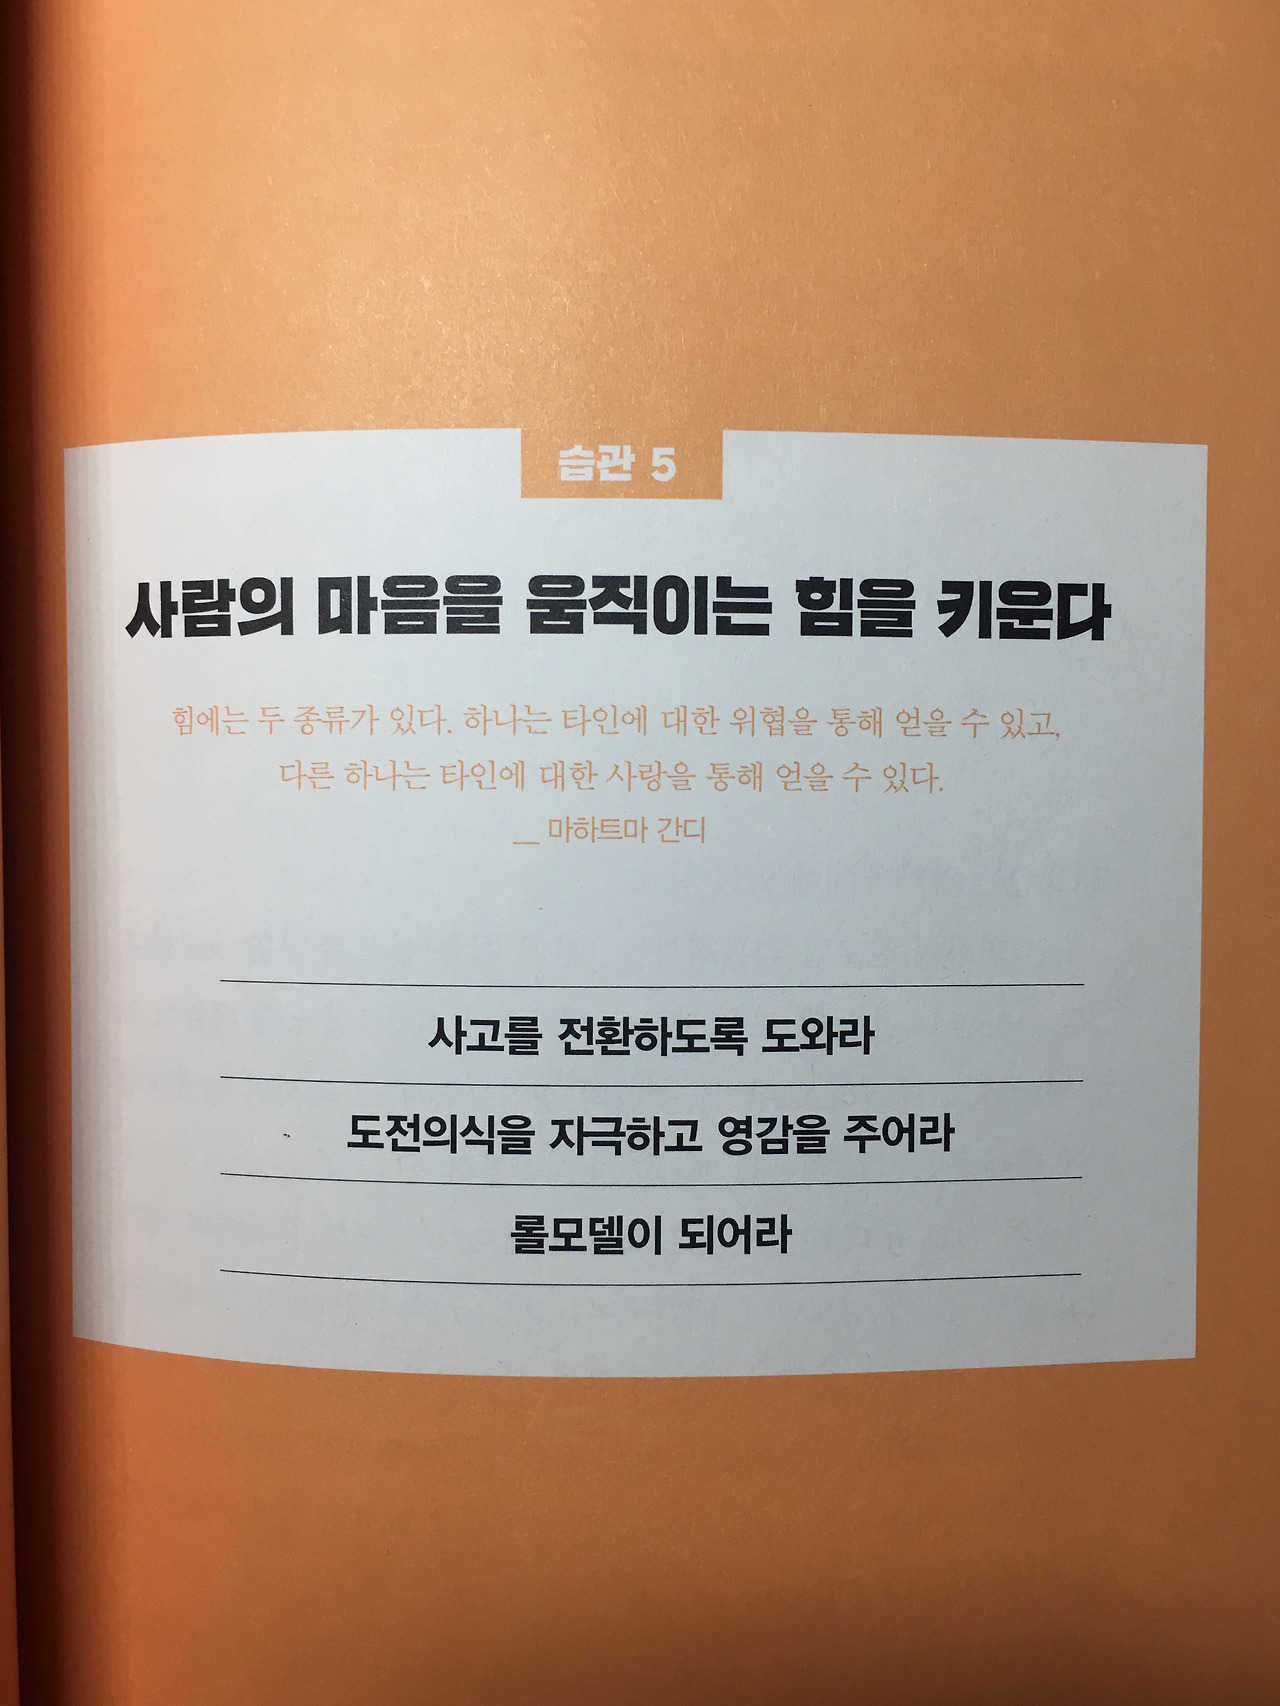 습관 5
사람의 마음을 움직이는 힘을 키운다
힘에는 두 종류가 있다. 하나는 타인에 대한 위협을 통해 얻을 수 있고,
다른 하나는 타인에 대한 사랑을 통해 얻을 수 있다.
_ 마하트마 간디
사고를 전환하도록 도와라
도전의식을 자극하고 영감을 주어라
롤모델이 되어라